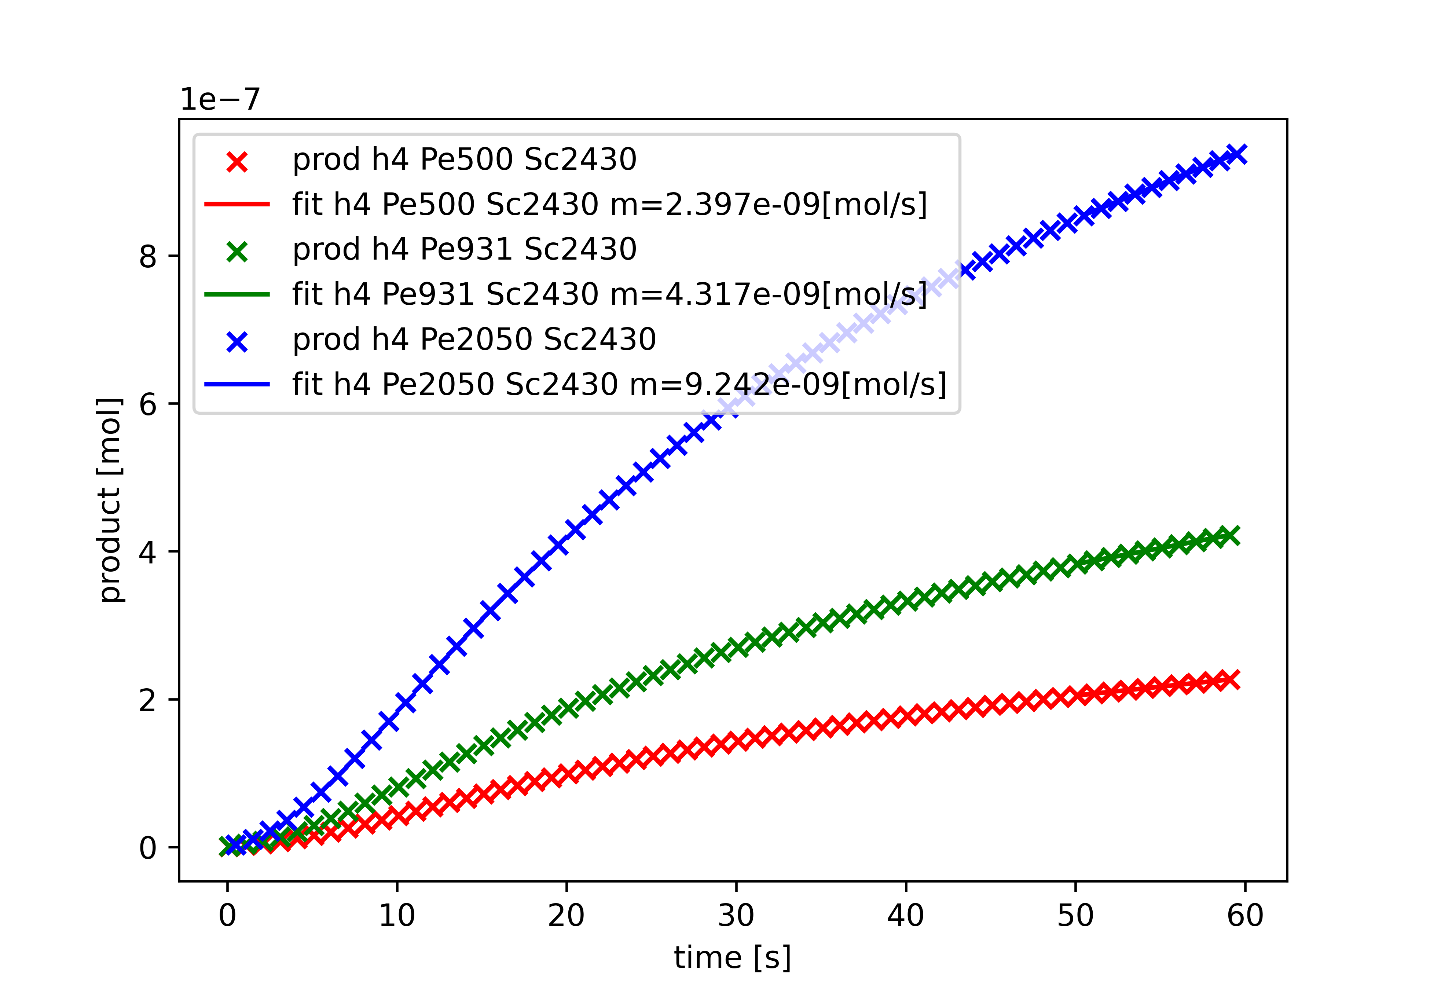 1e−7
prod h4 Pe500 Sc2430
fit h4 Pe500 Sc2430 m=2.397e-09[mol/s]
prod h4 Pe931 Sc2430
fit h4 Pe931 Sc2430 m=4.317e-09[mol/s]
prod h4 Pe2050 Sc2430
fit h4 Pe2050 Sc2430 m=9.242e-09[mol/s]
8
6
4
2
0
product [mol]
0 10 20 30 40 50 60
time [s]